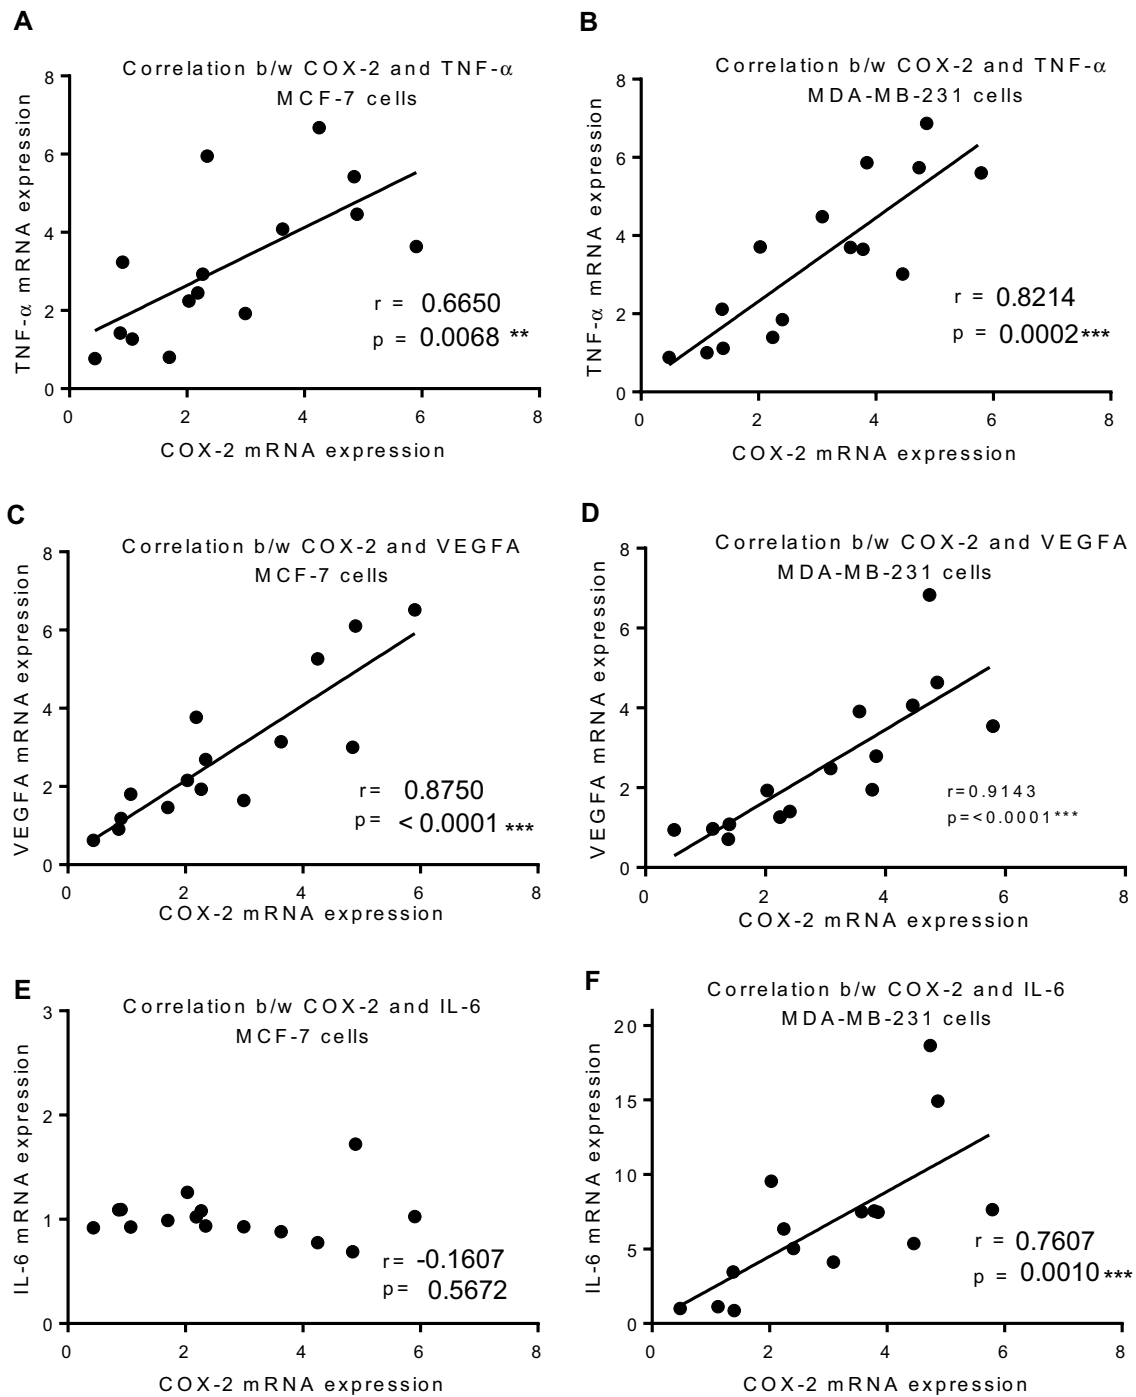 A
Correlation b/w COX-2 and TNF-α
MCF-7 cells
TNF-α mRNA expression
8
6
4
2
0
r = 0.6650
p = 0.0068 **
0 2 4 6 8
COX-2 mRNA expression
B
Correlation b/w COX-2 and TNF-α
MDA-MB-231 cells
TNF-α mRNA expression
8
6
4
2
0
r = 0.8214
p = 0.0002***
0 2 4 6 8
COX-2 mRNA expression
C
Correlation b/w COX-2 and VEGFA
MCF-7 cells
VEGFA mRNA expression
8
6
4
2
0
r= 0.8750
p= <0.0001 ***
0 2 4 6 8
COX-2 mRNA expression
D
Correlation b/w COX-2 and VEGFA
MDA-MB-231 cells
VEGFA mRNA expression
8
6
4
2
0
r=0.9143
p=<0.0001***
0 2 4 6 8
COX-2 mRNA expression
E
Correlation b/w COX-2 and IL-6
MCF-7 cells
IL-6 mRNA expression
3
2
1
0
r= -0.1607
p= 0.5672
0 2 4 6 8
COX-2 mRNA expression
F
Correlation b/w COX-2 and IL-6
MDA-MB-231 cells
IL-6 mRNA expression
20
15
10
5
0
r = 0.7607
p = 0.0010 ***
0 2 4 6 8
COX-2 mRNA expression